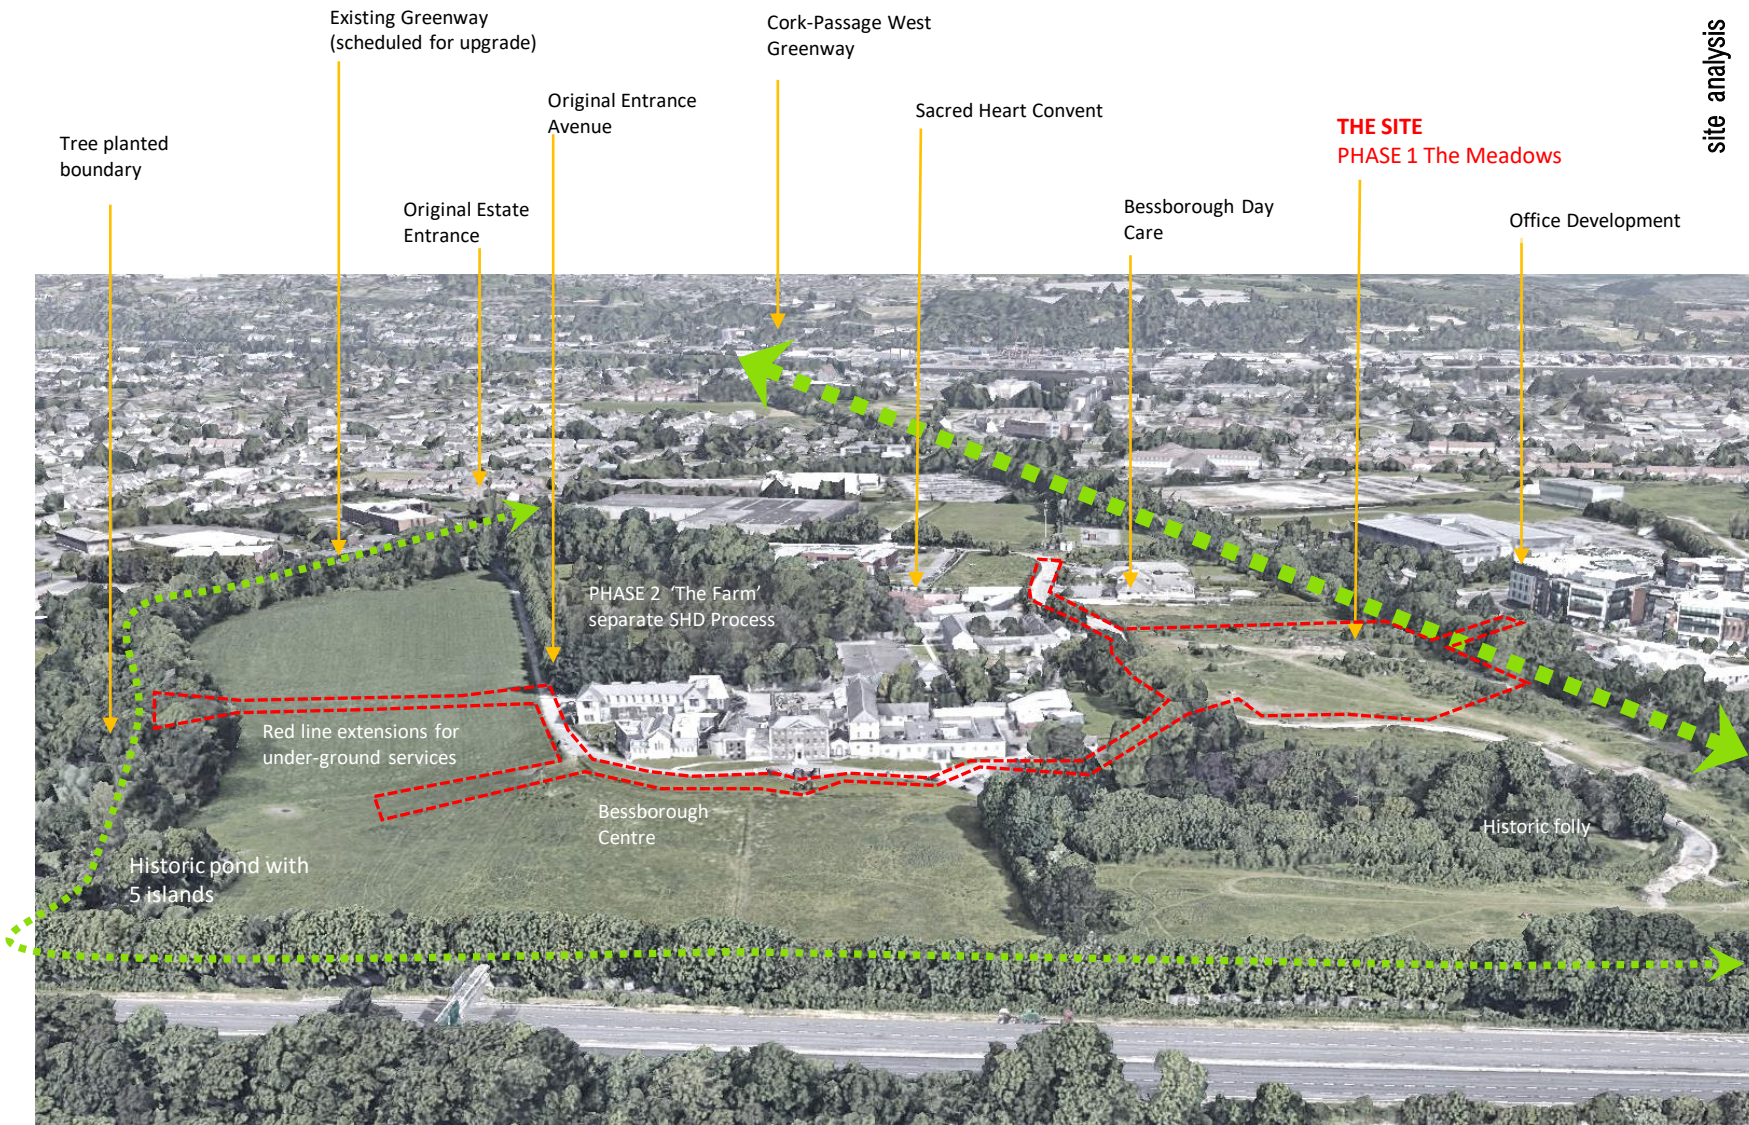 Existing Greenway
(scheduled for upgrade)
Cork-Passage West
Greenway
site analysis
Original Entrance
Avenue
Sacred Heart Convent
THE SITE
PHASE 1 The Meadows
Tree planted
boundary
Original Estate
Entrance
Bessborough Day
Care
Office Development
PHASE 2 ‘The Farm’
separate SHD Process
Red line extensions for
under-ground services
Bessborough
Centre
Historic folly
Historic pond with
5 islands